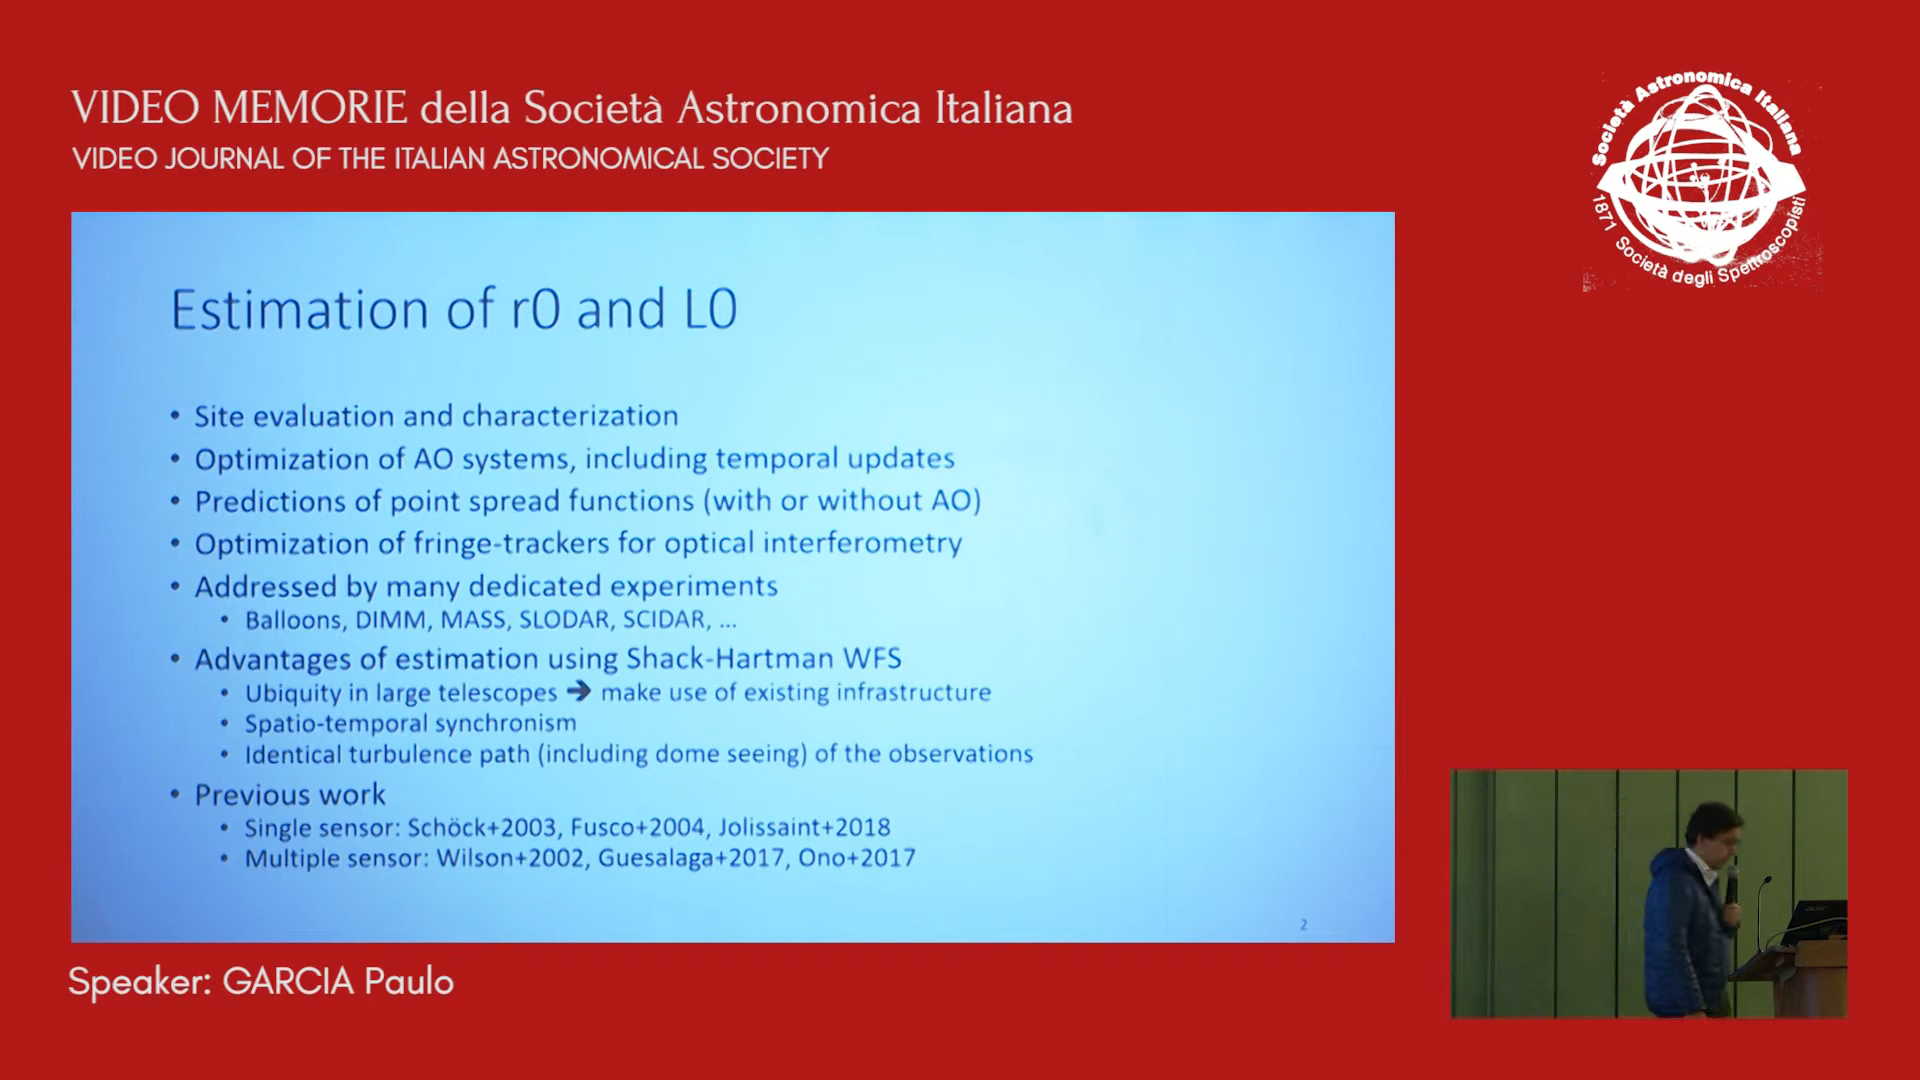 VIDEO MEMORIE della Società Astronomica Italiana
VIDEO JOURNAL OF THE ITALIAN ASTRONOMICAL SOCIETY
Società Astronomica Italiana
1871 Società degli Spettroscopisti
Estimation of r0 and L0
• Site evaluation and characterization
• Optimization of AO systems, including temporal updates
• Predictions of point spread functions (with or without AO)
• Optimization of fringe-trackers for optical interferometry
• Addressed by many dedicated experiments
• Balloons, DIMM, MASS, SLODAR, SCIDAR, ...
• Advantages of estimation using Shack-Hartman WFS
• Ubiquity in large telescopes ➔ make use of existing infrastructure
• Spatio-temporal synchronism
• Identical turbulence path (including dome seeing) of the observations
• Previous work
• Single sensor: Schöck+2003, Fusco+2004, Jolissaint+2018
• Multiple sensor: Wilson+2002, Guesalaga+2017, Ono+2017
2
Speaker: GARCIA Paulo